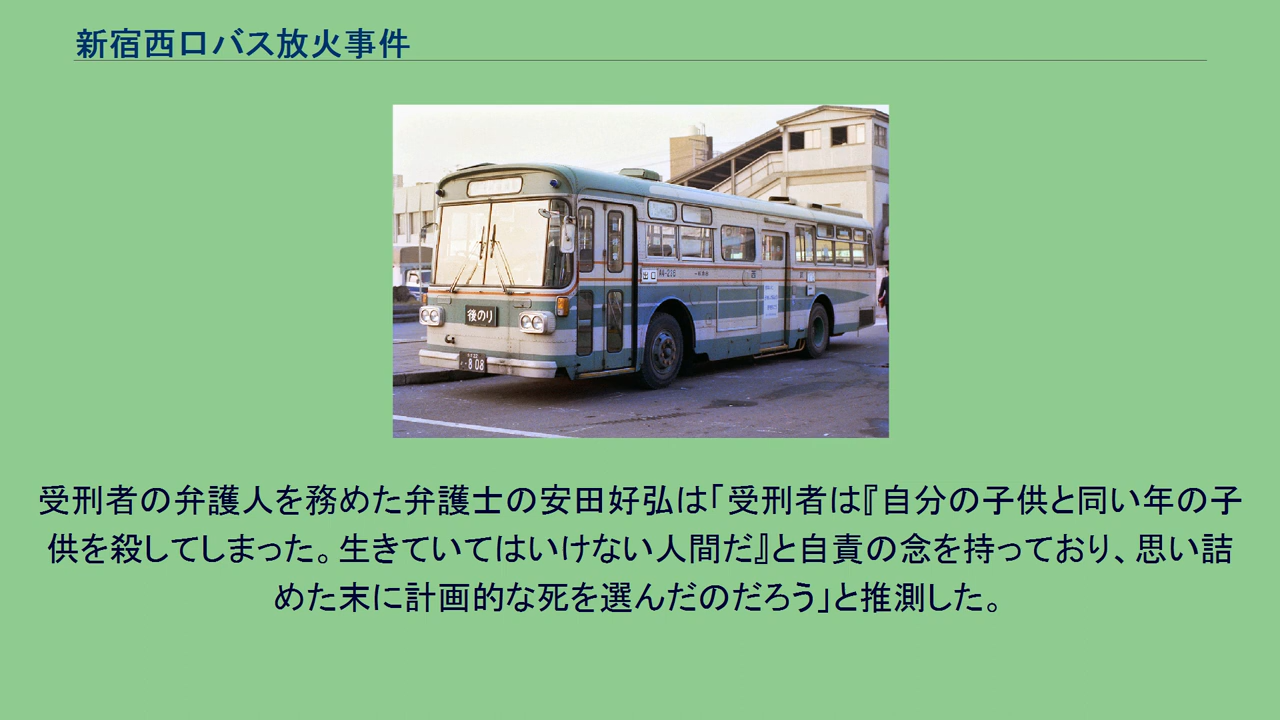 新宿西口バス放火事件
出口
後のり
8 08
受刑者の弁護人を務めた弁護士の安田好弘は「受刑者は『自分の子供と同い年の子
供を殺してしまった。生きていてはいけない人間だ』と自責の念を持っており、思い詰
めた末に計画的な死を選んだのだろう」と推測した。